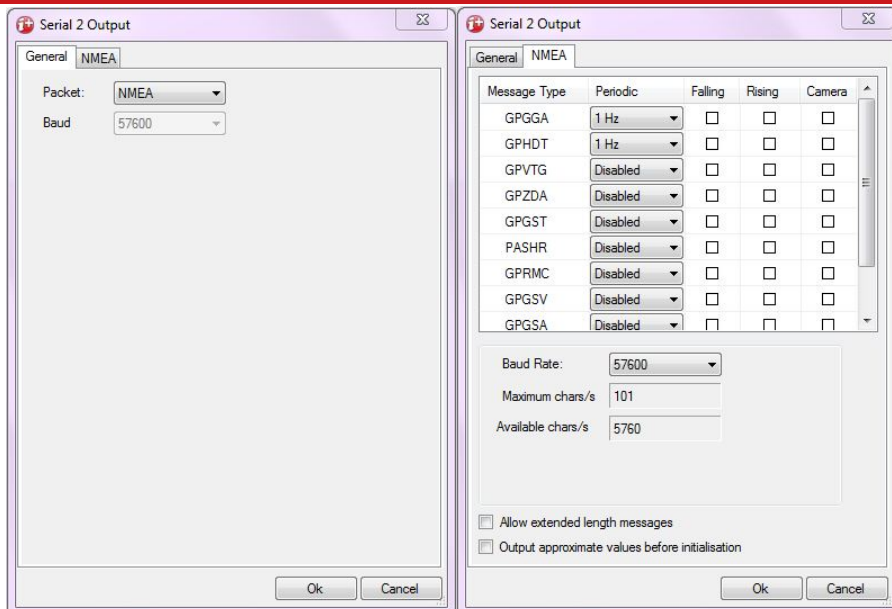 Serial 2 Output
General NMEA
Packet: NMEA
Baud 57600
Ok Cancel
Serial 2 Output
General NMEA
Message Type Periodic Falling Rising Camera
GPGGA 1 Hz
GPHDT 1 Hz
GPVTG Disabled
GPZDA Disabled
GPGST Disabled
PASHR Disabled
GPRMC Disabled
GPGSV Disabled
GPGSA Disabled
Baud Rate: 57600
Maximum chars/s 101
Available chars/s 5760
Allow extended length messages
Output approximate values before initialisation
Ok Cancel